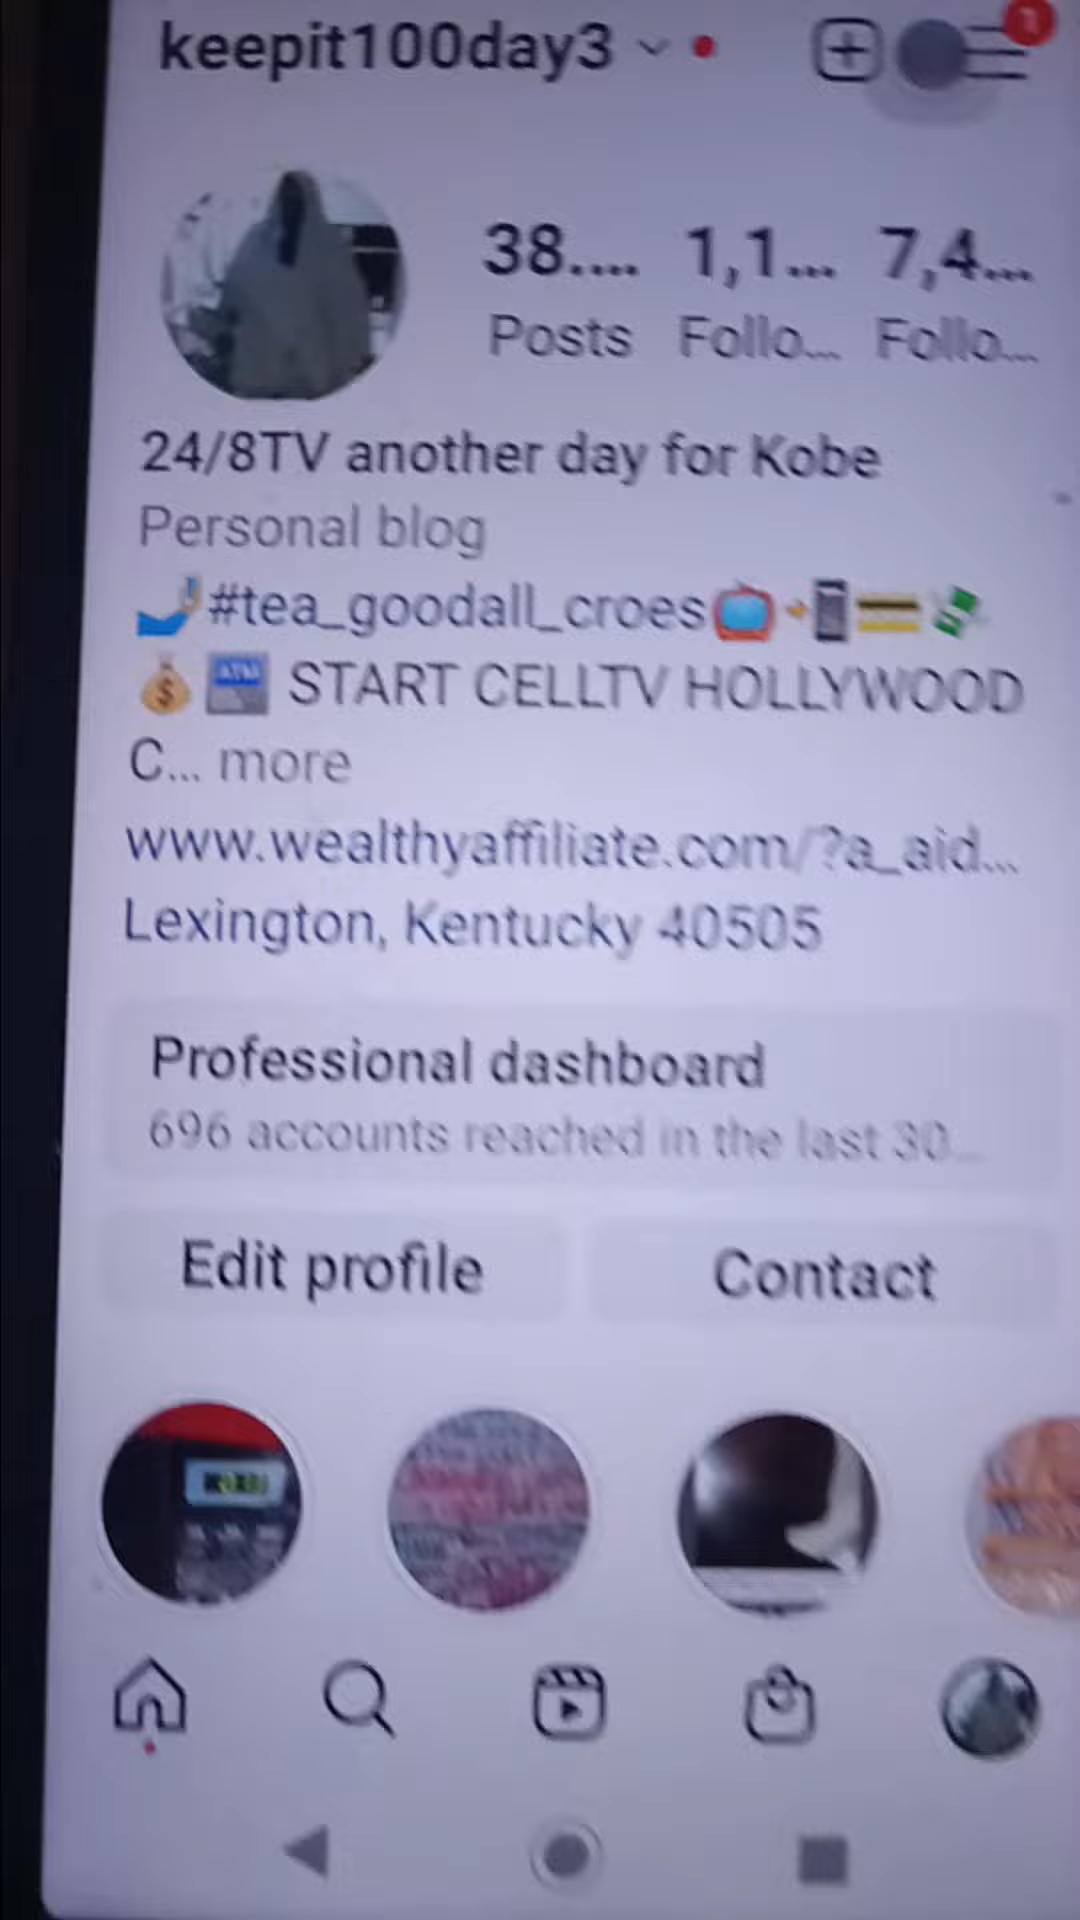 keepit100day3
38.... 1,1... 7,4...
Posts Follo... Follo...
24/8TV another day for Kobe
Personal blog
🤳#tea_goodall_croes📺📲💳💸
💰🏧 START CELLTV HOLLYWOOD
C... more
www.wealthyaffiliate.com/?a_aid...
Lexington, Kentucky 40505
Professional dashboard
696 accounts reached in the last 30...
Edit profile Contact